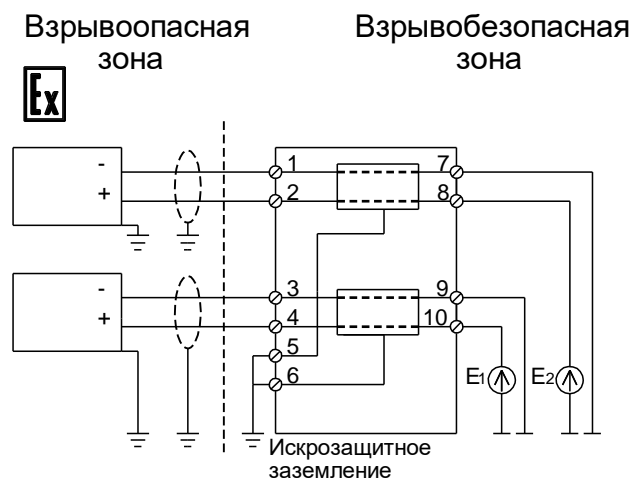 Взрывоопасная
зона
Взрывобезопасная
зона
Ex
-
+
1
2
7
8
-
+
3
4
5
6
9
10
E1
E2
Искрозащитное
заземление